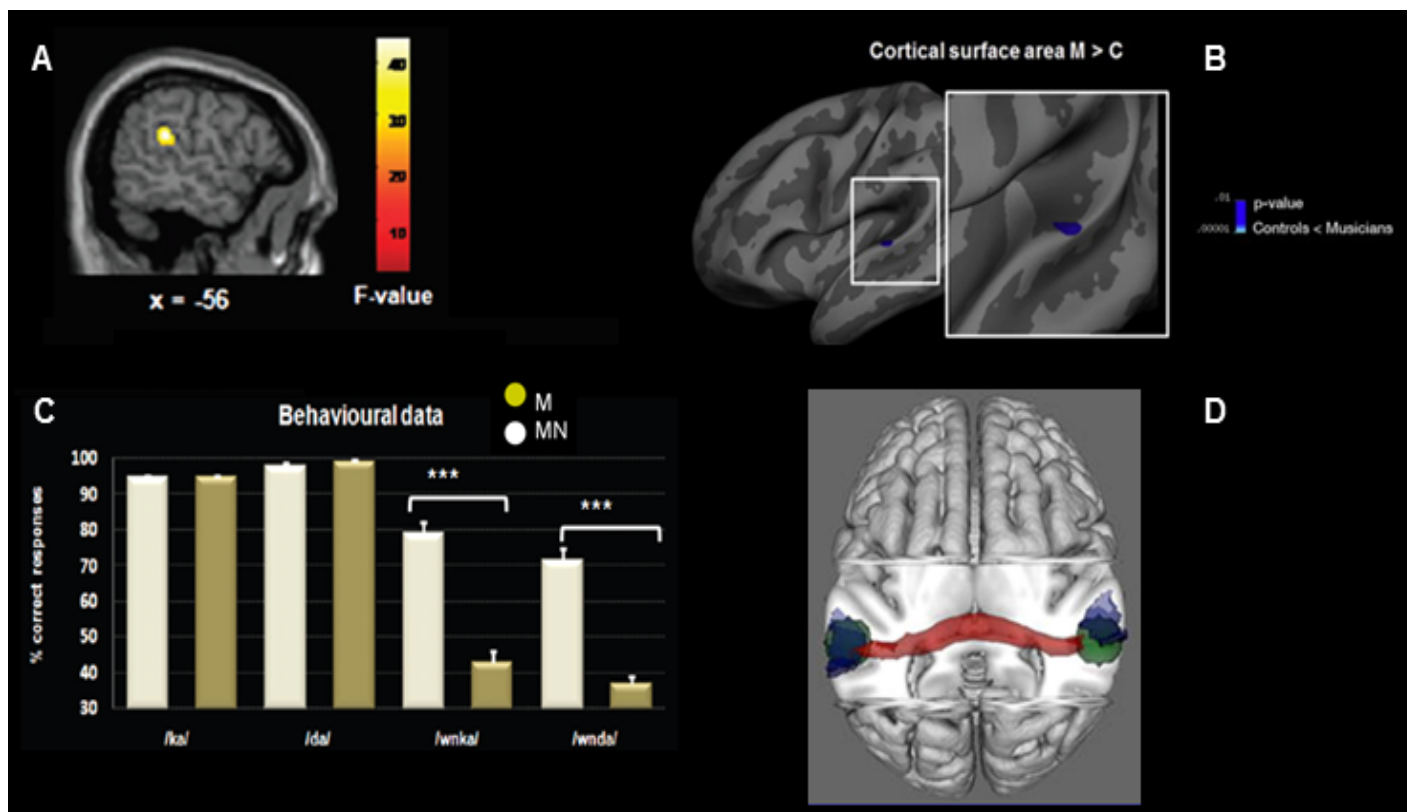 A
40
30
20
10
x = -56
F-value
Cortical surface area M > C
B
.01
p-value
.00001
Controls < Musicians
C
Behavioural data
M
MN
% correct responses
100
90
80
70
60
50
40
30
***
***
/ka/
/da/
/wnka/
/wnda/
D